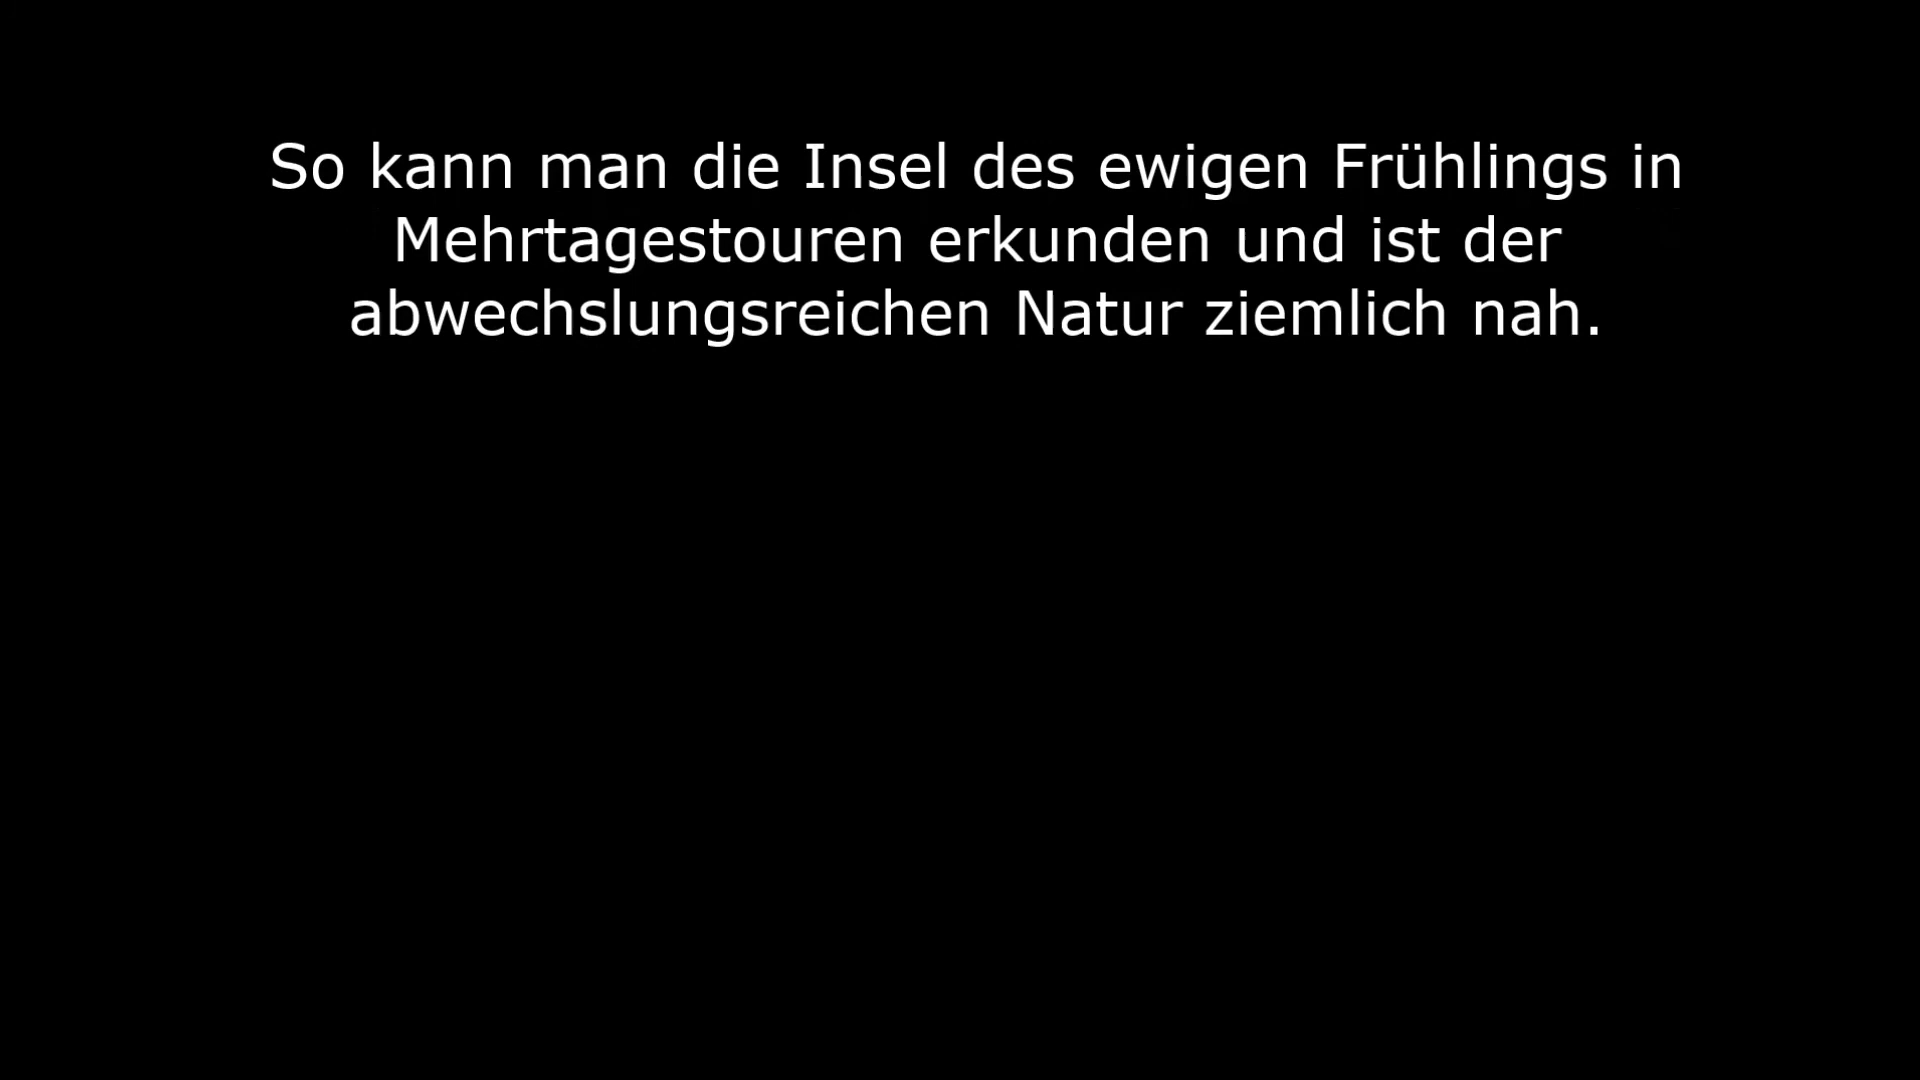 So kann man die Insel des ewigen Frühlings in
Mehrtagestouren erkunden und ist der
abwechslungsreichen Natur ziemlich nah.